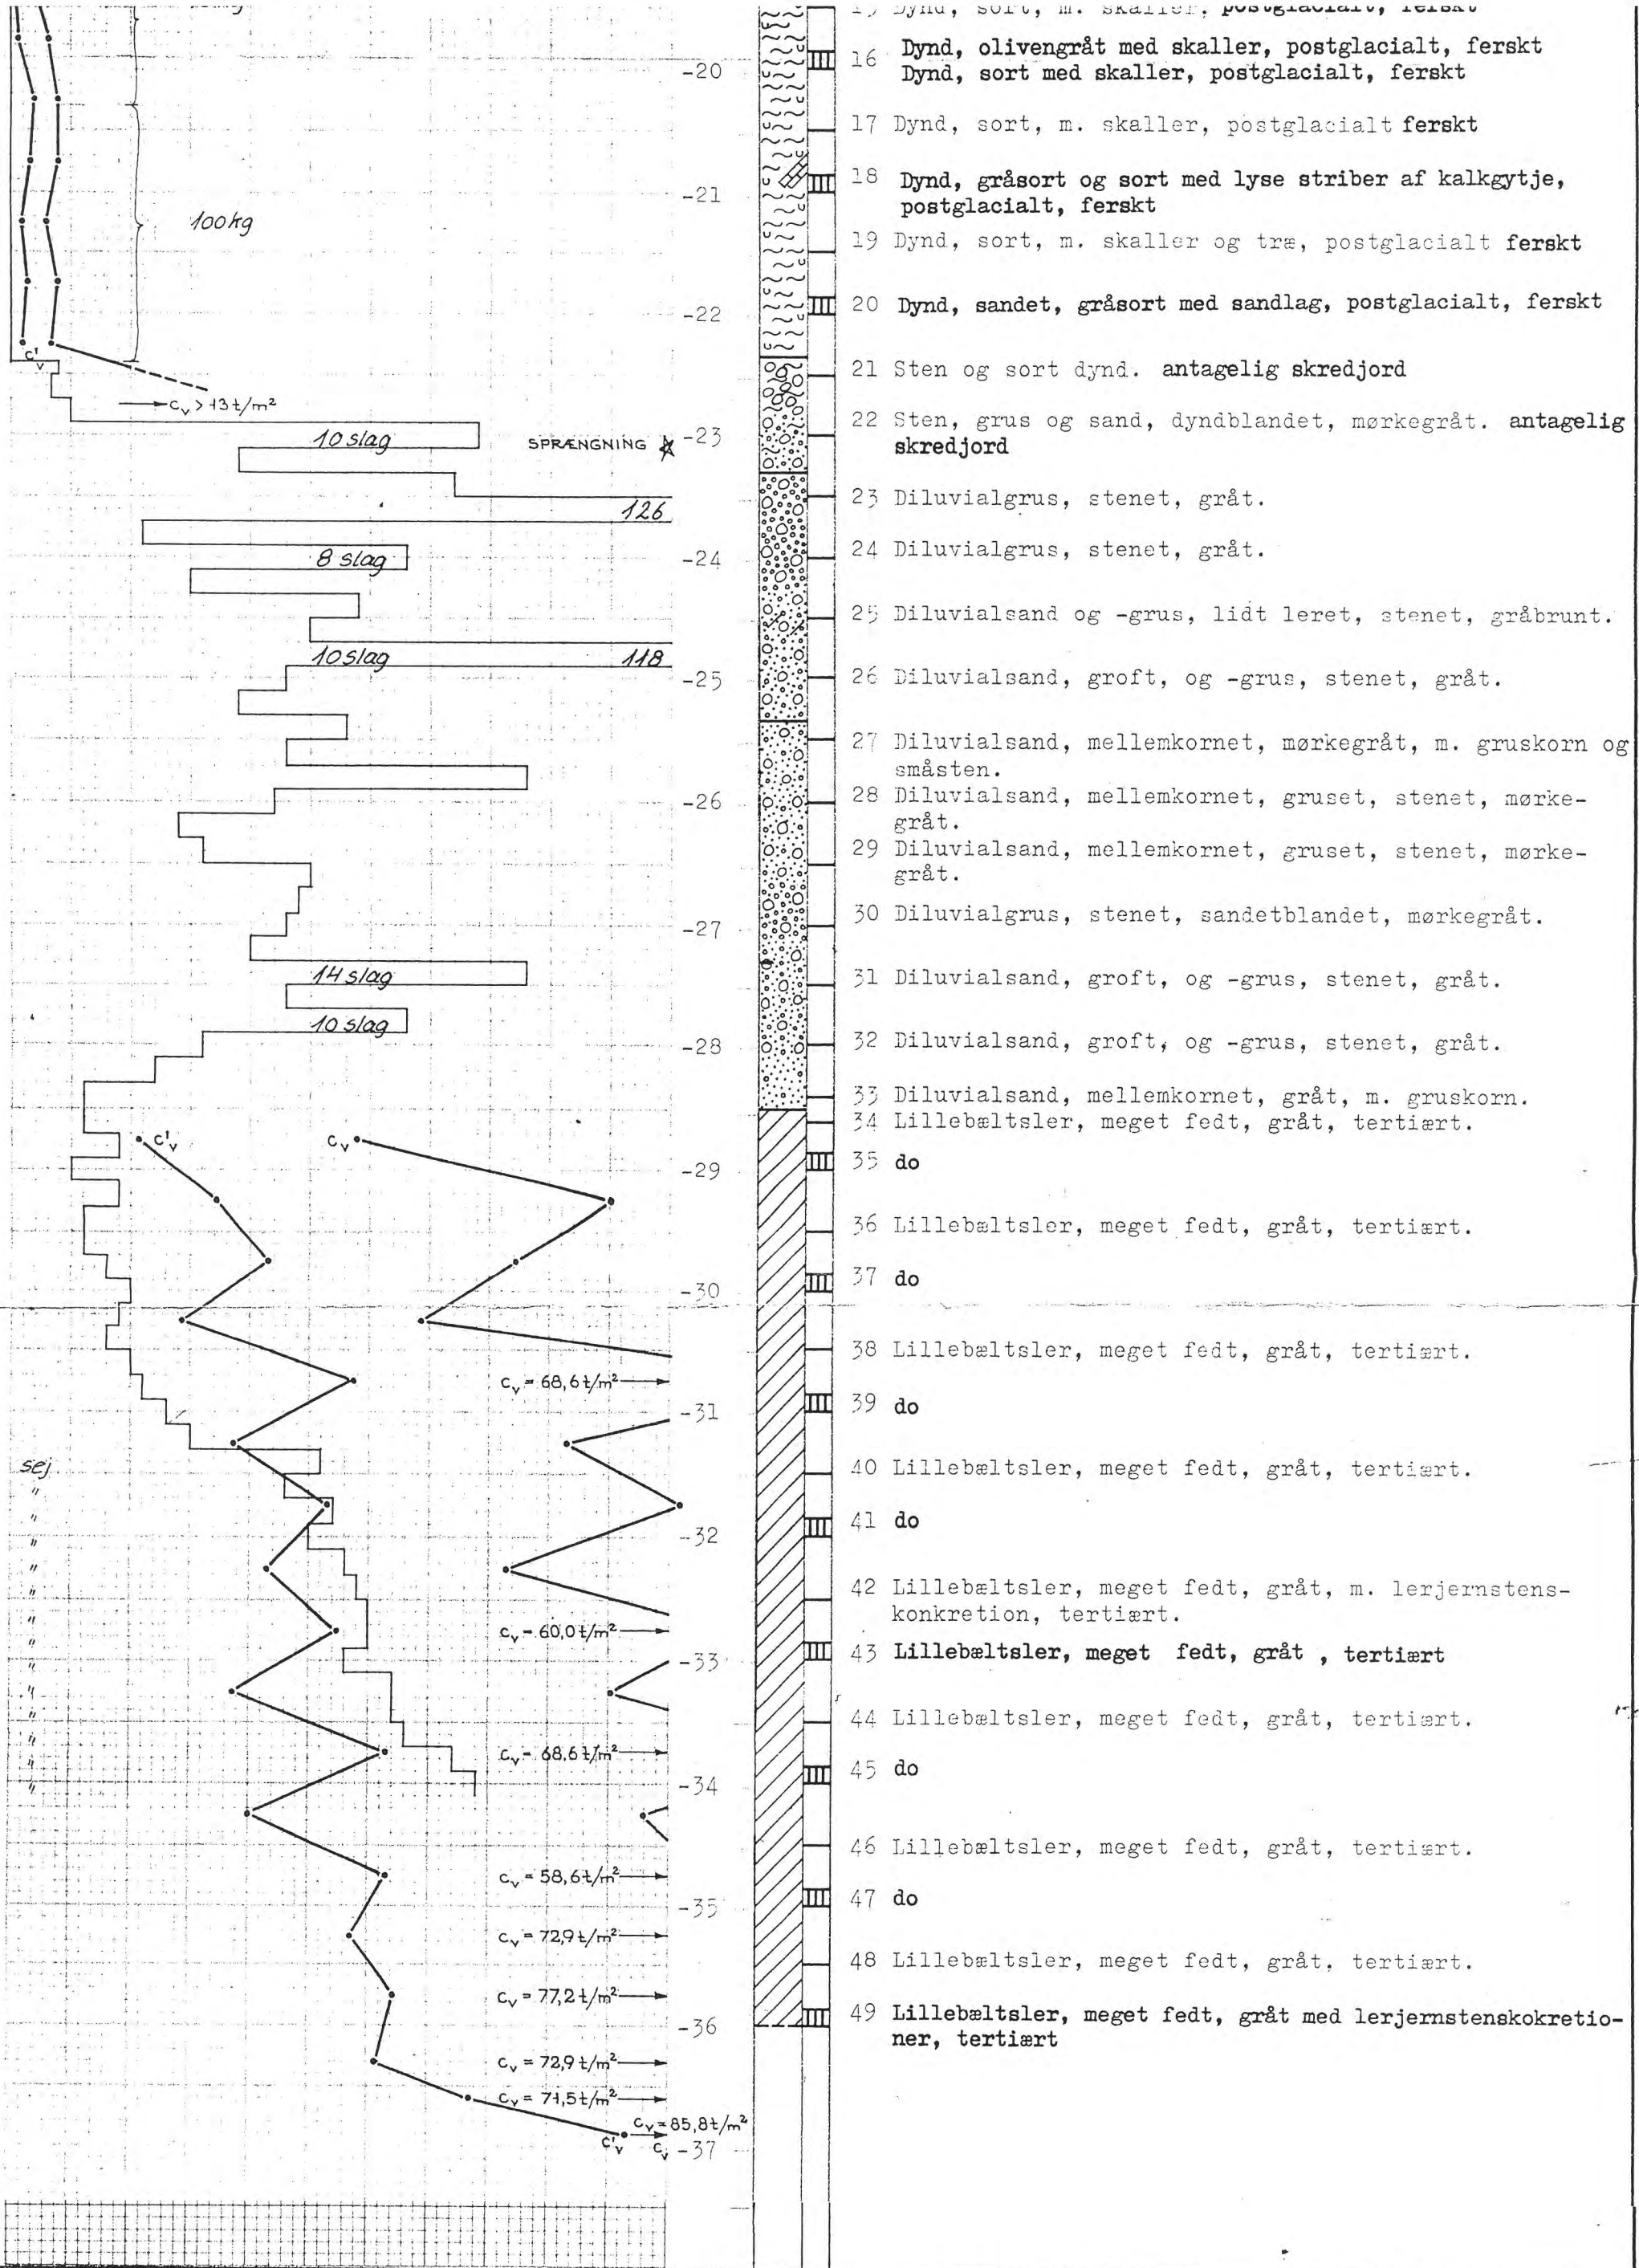 15 Dynd, sort, m. skaller, postglacialt, ferskt
-20
16 Dynd, olivengråt med skaller, postglacialt, ferskt
Dynd, sort med skaller, postglacialt, ferskt
17 Dynd, sort, m. skaller, postglacialt ferskt
100 kg
-21
18 Dynd, gråsort og sort med lyse striber af kalkgytje,
postglacialt, ferskt
19 Dynd, sort, m. skaller og træ, postglacialt ferskt
-22
20 Dynd, sandet, gråsort med sandlag, postglacialt, ferskt
c'v
21 Sten og sort dynd. antagelig skredjord
cv > 13 t/m²
22 Sten, grus og sand, dyndblandet, mørkegråt. antagelig
skredjord
10 slag
SPRÆNGNING
-23
126
23 Diluvialgrus, stenet, gråt.
8 slag
-24
24 Diluvialgrus, stenet, gråt.
25 Diluvialsand og -grus, lidt leret, stenet, gråbrunt.
10 slag
118
-25
26 Diluvialsand, groft, og -grus, stenet, gråt.
27 Diluvialsand, mellemkornet, mørkegråt, m. gruskorn og
småsten.
-26
28 Diluvialsand, mellemkornet, gruset, stenet, mørke-
gråt.
29 Diluvialsand, mellemkornet, gruset, stenet, mørke-
gråt.
-27
30 Diluvialgrus, stenet, sandetblandet, mørkegråt.
14 slag
31 Diluvialsand, groft, og -grus, stenet, gråt.
10 slag
-28
32 Diluvialsand, groft, og -grus, stenet, gråt.
33 Diluvialsand, mellemkornet, gråt, m. gruskorn.
34 Lillebæltsler, meget fedt, gråt, tertiært.
c'v
cv
-29
35 do
36 Lillebæltsler, meget fedt, gråt, tertiært.
-30
37 do
38 Lillebæltsler, meget fedt, gråt, tertiært.
cv = 68,6 t/m²
-31
39 do
sej
40 Lillebæltsler, meget fedt, gråt, tertiært.
"
"
-32
41 do
"
"
"
42 Lillebæltsler, meget fedt, gråt, m. lerjernstens-
konkretion, tertiært.
"
cv = 60,0 t/m²
"
-33
43 Lillebæltsler, meget fedt, gråt , tertiært
"
"
"
44 Lillebæltsler, meget fedt, gråt, tertiært.
"
cv = 68,6 t/m²
"
-34
45 do
"
46 Lillebæltsler, meget fedt, gråt, tertiært.
cv = 58,6 t/m²
-35
47 do
cv = 72,9 t/m²
48 Lillebæltsler, meget fedt, gråt, tertiært.
cv = 77,2 t/m²
-36
49 Lillebæltsler, meget fedt, gråt med lerjernstenskokretio-
ner, tertiært
cv = 72,9 t/m²
cv = 71,5 t/m²
cv = 85,8 t/m²
c'v
cv
-37